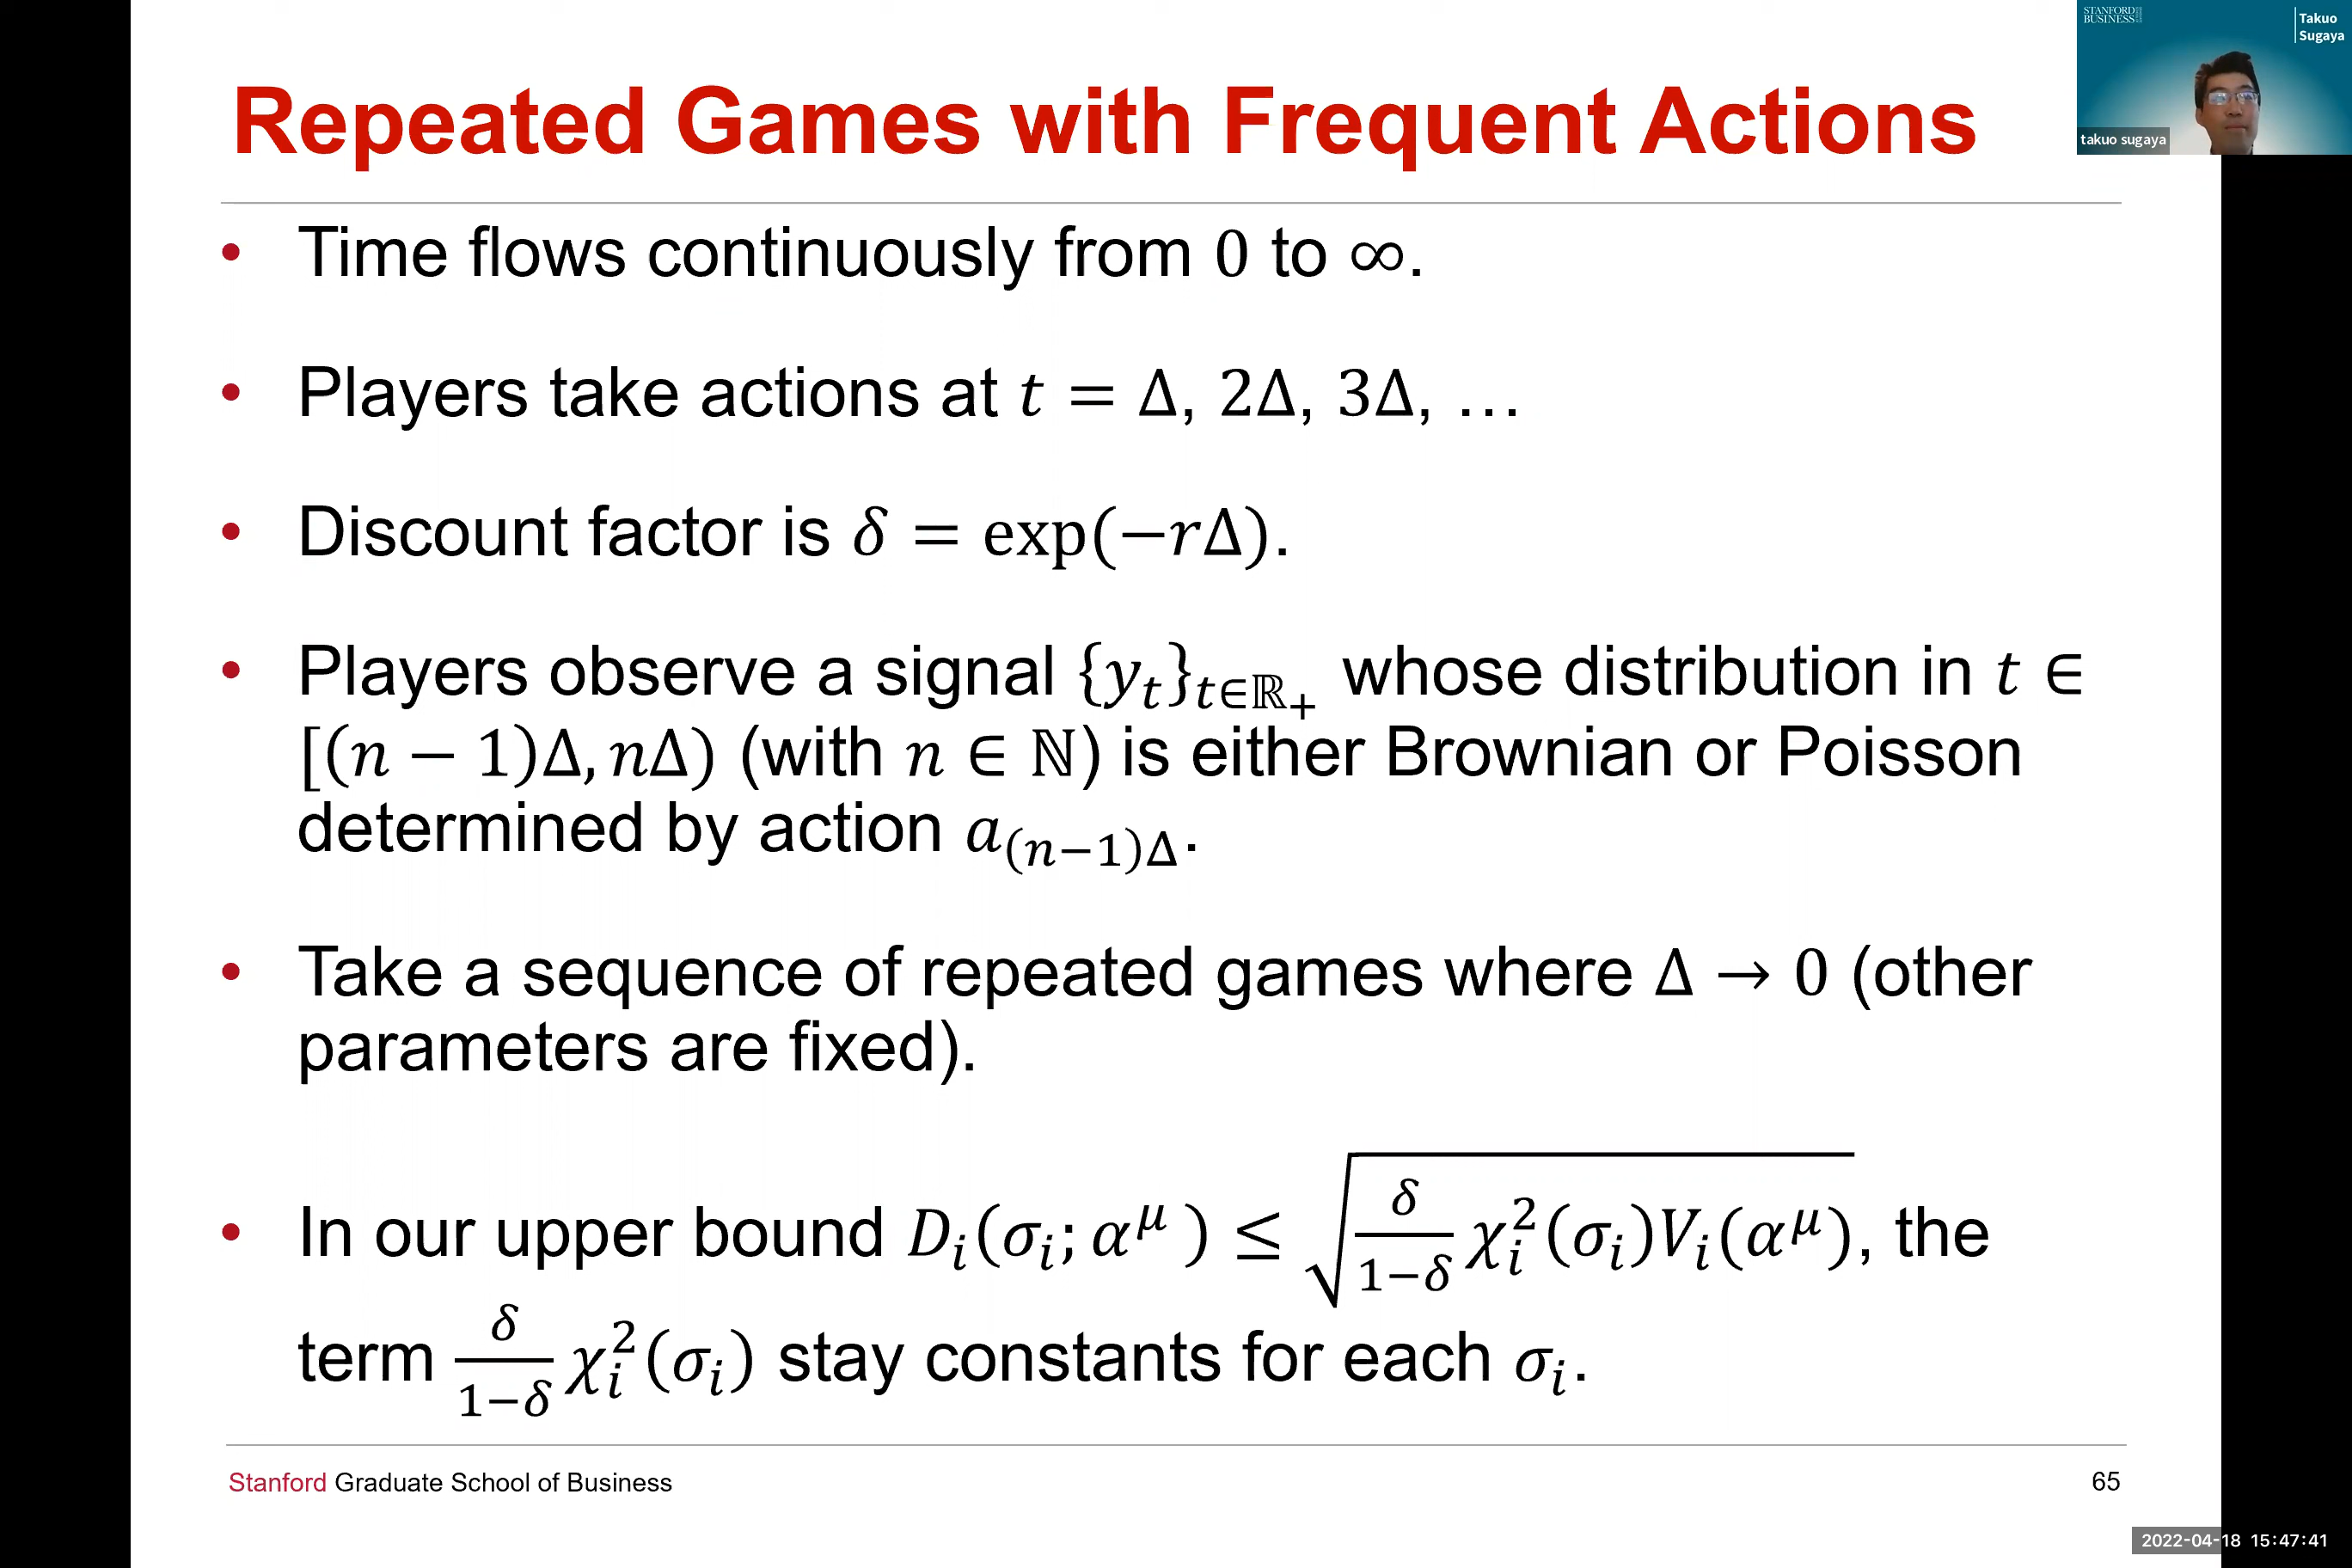 Repeated Games with Frequent Actions
STANFORD
BUSINESS
Takuo
Sugaya
takuo sugaya
• Time flows continuously from 0 to ∞.
• Players take actions at t = Δ, 2Δ, 3Δ, …
• Discount factor is δ = exp(−rΔ).
• Players observe a signal {y_t}_{t∈ℝ₊} whose distribution in t ∈
[(n − 1)Δ, nΔ) (with n ∈ ℕ) is either Brownian or Poisson
determined by action a_{(n−1)Δ}.
• Take a sequence of repeated games where Δ → 0 (other
parameters are fixed).
• In our upper bound D_i(σ_i; α^μ) ≤ √(δ/(1−δ) χ_i^2(σ_i)V_i(α^μ)), the
term δ/(1−δ) χ_i^2(σ_i) stay constants for each σ_i.
Stanford Graduate School of Business
65
2022-04-18 15:47:41